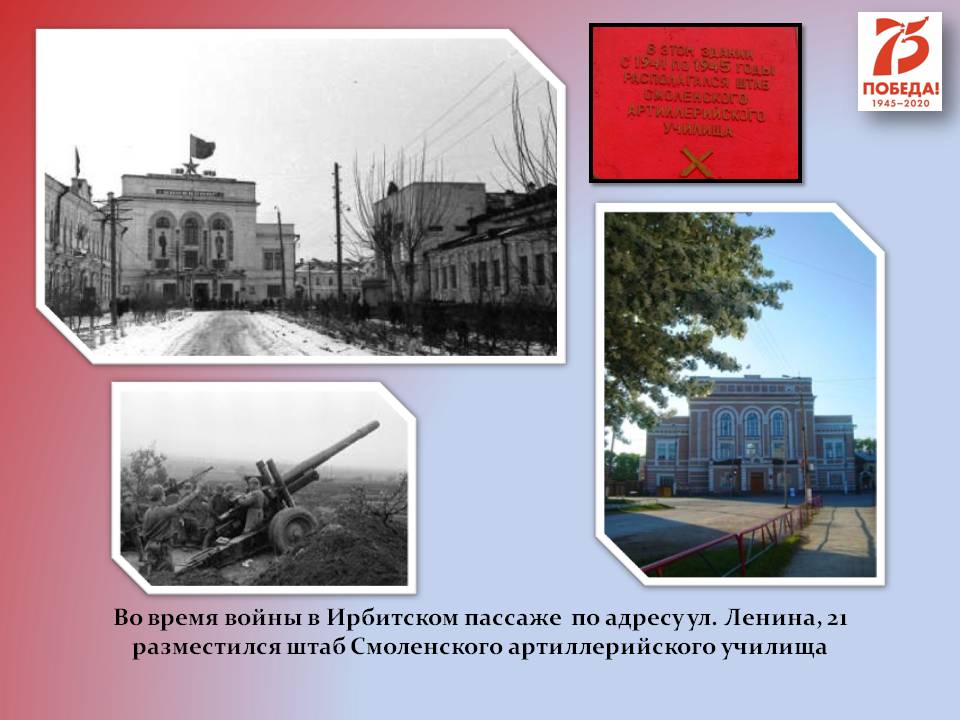 В ЭТОМ ЗДАНИИ
С 1941 ПО 1945 ГОДЫ
РАСПОЛАГАЛСЯ ШТАБ
СМОЛЕНСКОГО
АРТИЛЛЕРИЙСКОГО
УЧИЛИЩА
75
ПОБЕДА!
1945–2020
Во время войны в Ирбитском пассаже по адресу ул. Ленина, 21
разместился штаб Смоленского артиллерийского училища